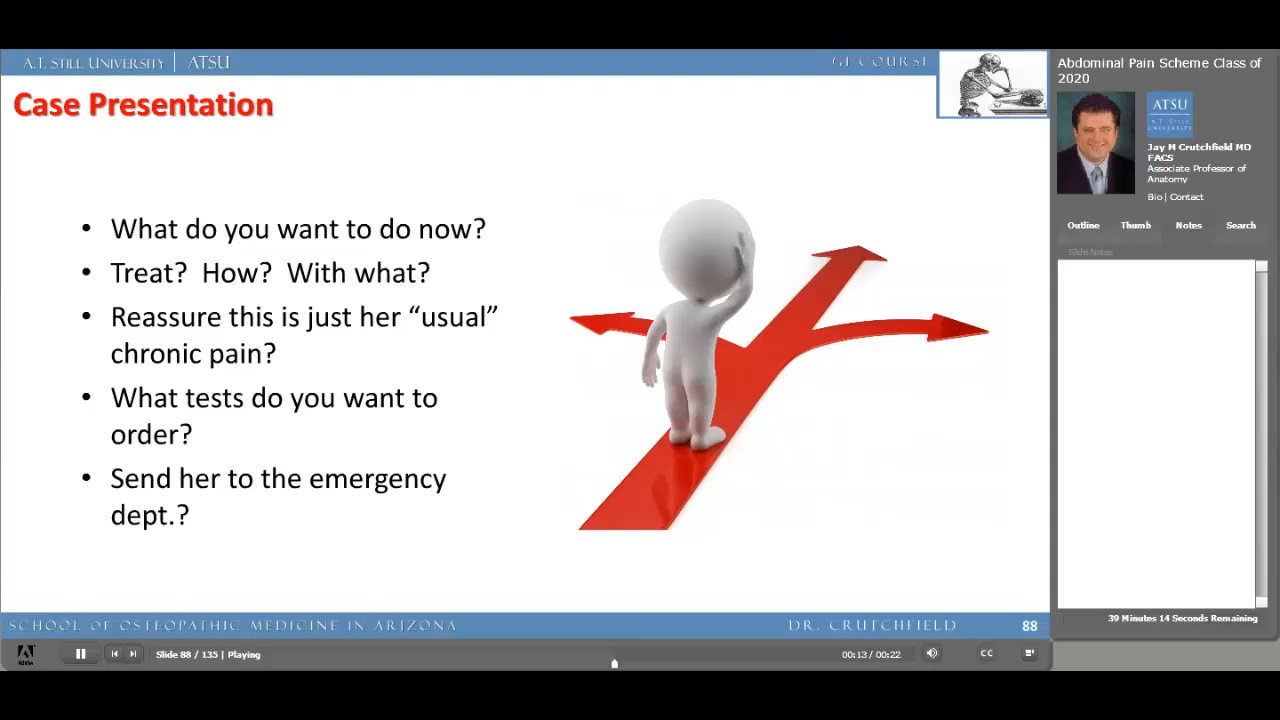 A.T. STILL UNIVERSITY | ATSU
GI COURSE
Case Presentation
• What do you want to do now?
• Treat? How? With what?
• Reassure this is just her “usual”
chronic pain?
• What tests do you want to
order?
• Send her to the emergency
dept.?
SCHOOL OF OSTEOPATHIC MEDICINE IN ARIZONA
DR. CRUTCHFIELD
88
Abdominal Pain Scheme Class of
2020
ATSU
A.T. STILL
UNIVERSITY
Jay M Crutchfield MD
FACS
Associate Professor of
Anatomy
Bio | Contact
Outline Thumb Notes Search
Slide Notes
39 Minutes 14 Seconds Remaining
Slide 88 / 135 | Playing
00:13 / 00:22
CC